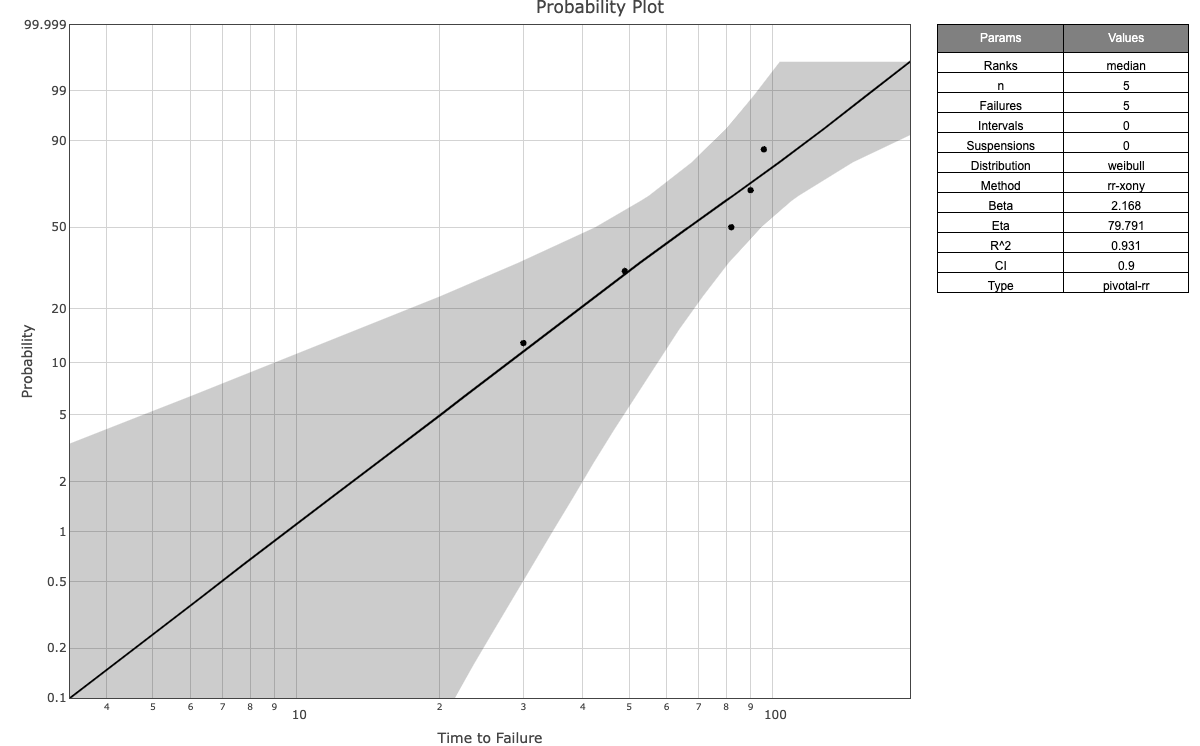 Probability Plot
99.999
99
90
50
20
10
5
2
1
0.5
0.2
0.1
Probability
4 5 6 7 8 9 10 2 3 4 5 6 7 8 9 100
Time to Failure
Params Values
Ranks median
n 5
Failures 5
Intervals 0
Suspensions 0
Distribution weibull
Method rr-xony
Beta 2.168
Eta 79.791
R^2 0.931
CI 0.9
Type pivotal-rr